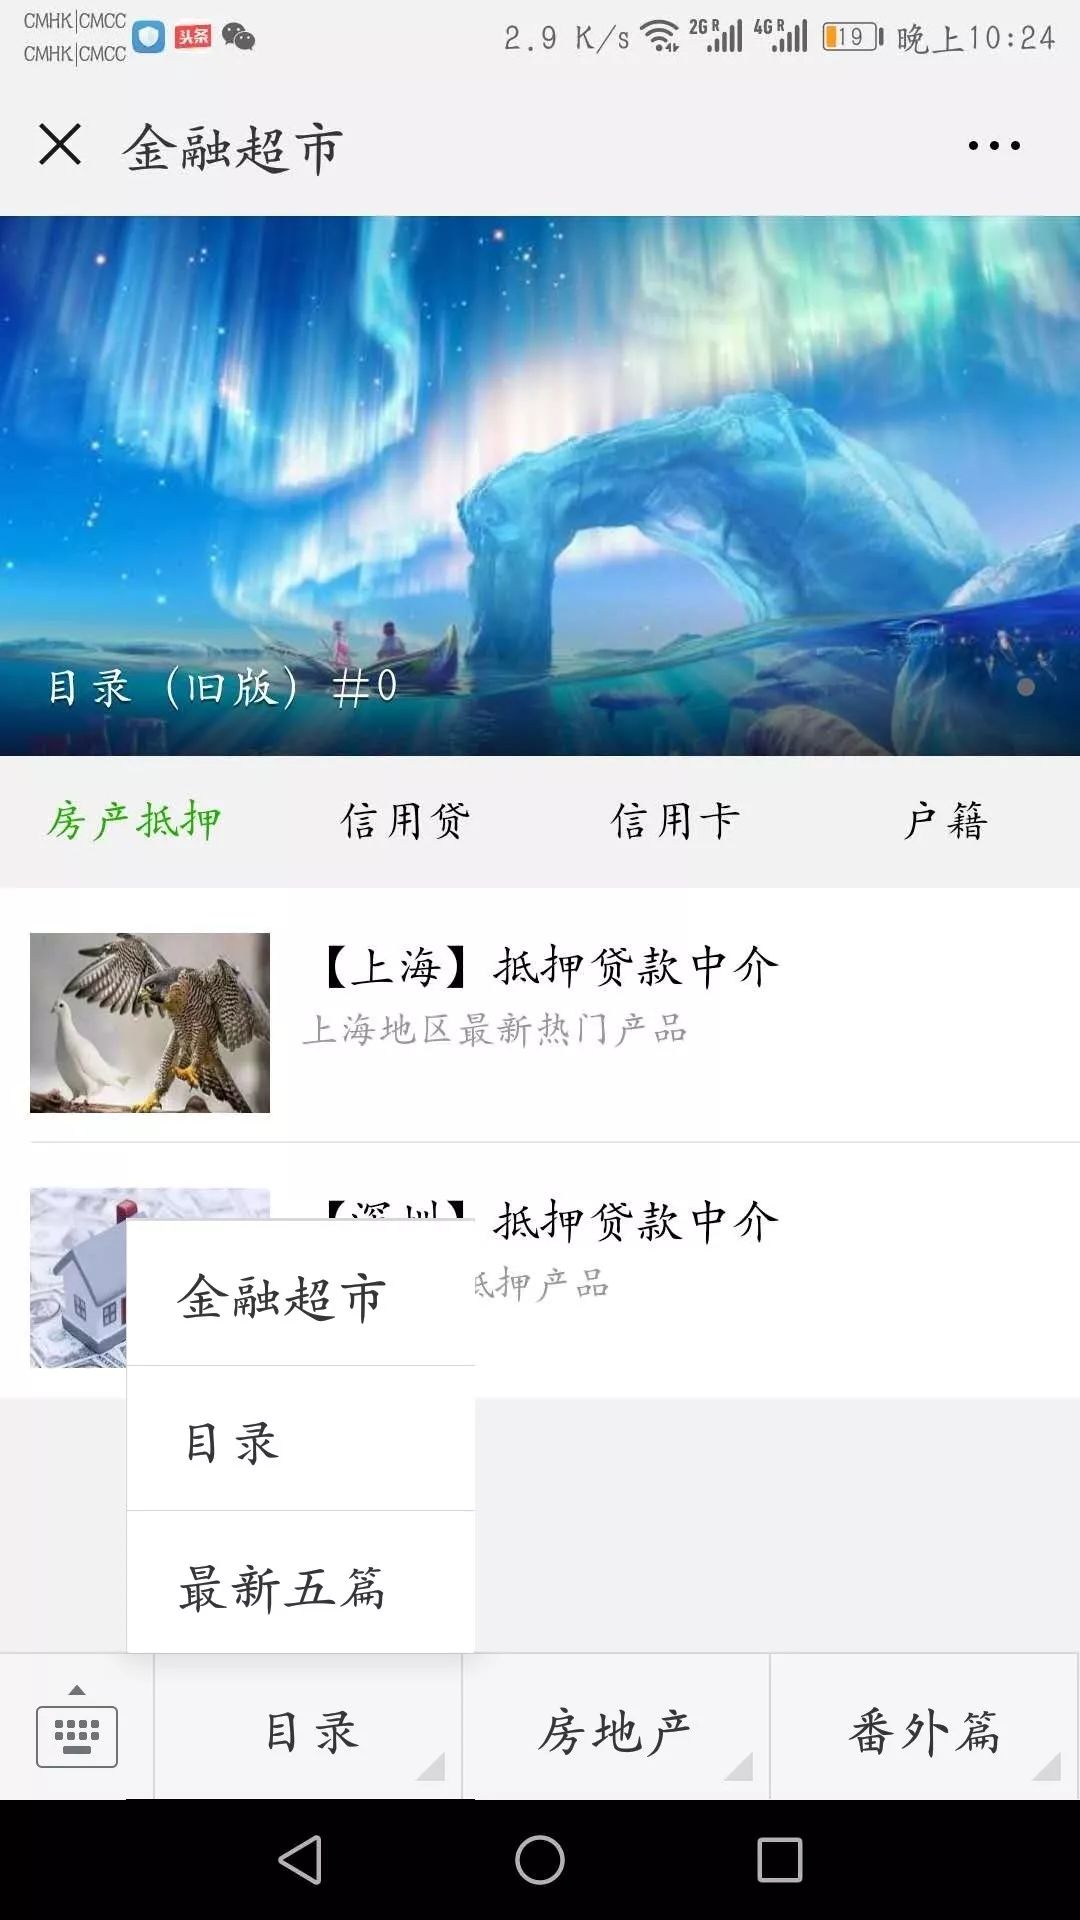 CMHK|CMCC
CMHK|CMCC
头条
2.9 K/s 2G R 4G R 19 晚上10:24
金融超市
目录（旧版）#0
房产抵押 信用贷 信用卡 户籍
【上海】抵押贷款中介
上海地区最新热门产品
【深圳】抵押贷款中介
抵押产品
金融超市
目录
最新五篇
目录 房地产 番外篇